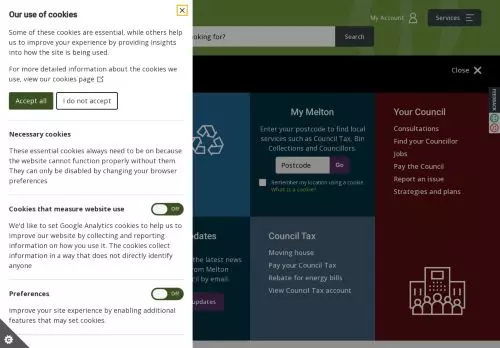 Our use of cookies
Some of these cookies are essential, while others help
us to improve your experience by providing insights
into how the site is being used.
For more detailed information about the cookies we
use, view our cookies page
Accept all
I do not accept
Necessary cookies
These essential cookies always need to be on because
the website cannot function properly without them.
They can only be disabled by changing your browser
preferences
Cookies that measure website use
Off
We'd like to set Google Analytics cookies to help us to
improve our website by collecting and reporting
information on how you use it. The cookies collect
information in a way that does not directly identify
anyone
Preferences
Off
Improve your site experience by enabling additional
features that may set cookies.
My Account
Services
oking for?
Search
Close
FEEDBACK
My Melton
Enter your postcode to find local
services such as Council Tax, Bin
Collections and Councillors.
Postcode
Go
Remember my location using a cookie.
What is a cookie?
Your Council
Consultations
Find your Councillor
Jobs
Pay the Council
Report an issue
Strategies and plans
dates
the latest news
rom Melton
cil by email.
updates
Council Tax
Moving house
Pay your Council Tax
Rebate for energy bills
View Council Tax account